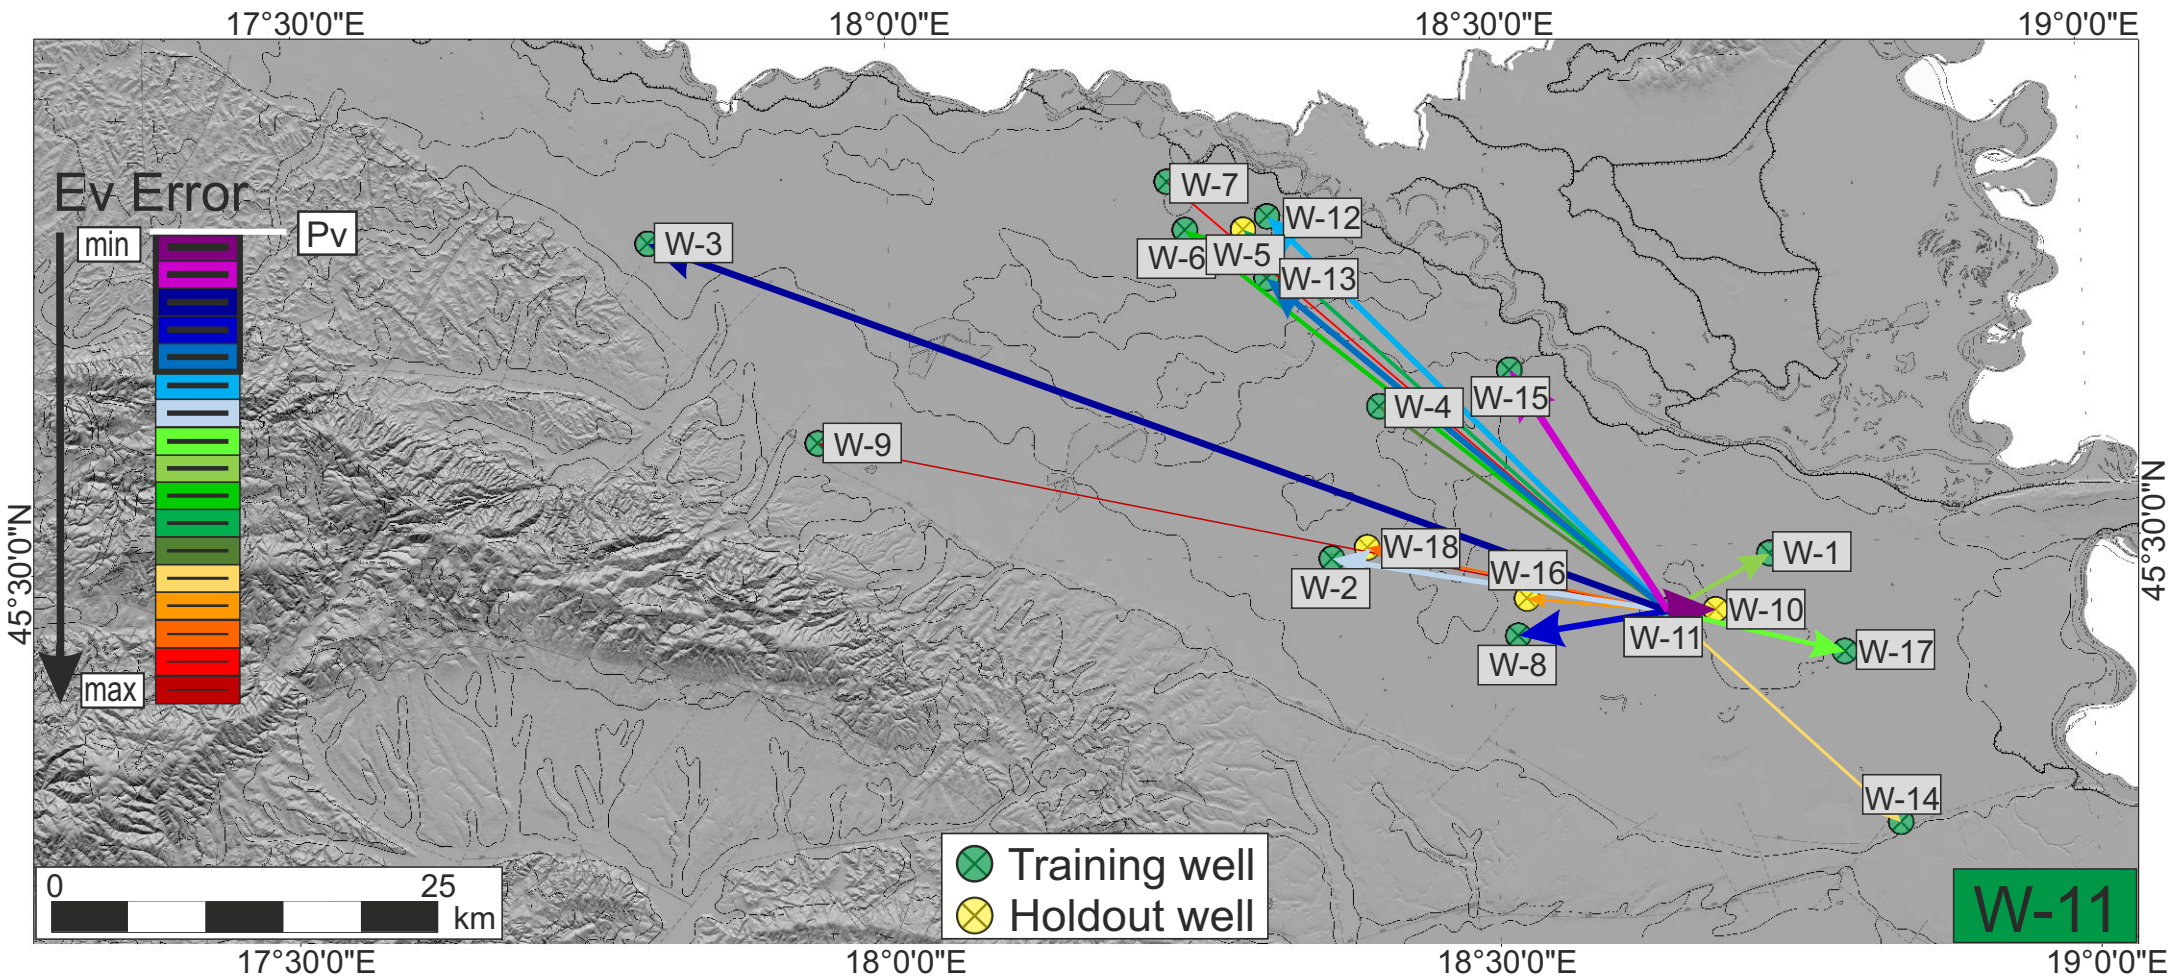 17°30'0"E 18°0'0"E 18°30'0"E 19°0'0"E
Ev Error
min
Pv
max
W-7
W-12
W-3
W-6
W-5
W-13
W-15
W-4
W-9
W-18
W-16
W-1
W-2
W-10
W-11
W-17
W-8
W-14
45°30'0"N
45°30'0"N
0 25
km
Training well
Holdout well
W-11
17°30'0"E 18°0'0"E 18°30'0"E 19°0'0"E